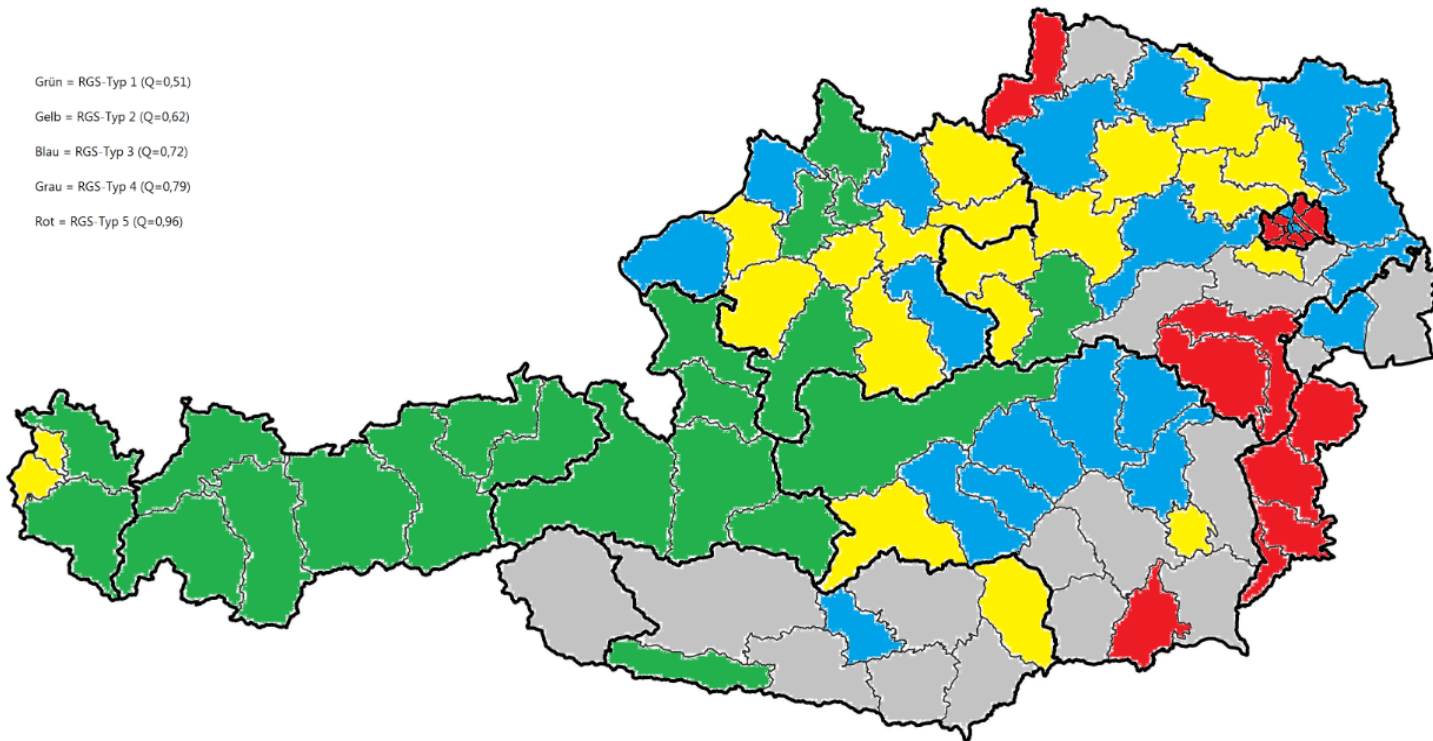 Grün = RGS-Typ 1 (Q=0,51)
Gelb = RGS-Typ 2 (Q=0,62)
Blau = RGS-Typ 3 (Q=0,72)
Grau = RGS-Typ 4 (Q=0,79)
Rot = RGS-Typ 5 (Q=0,96)